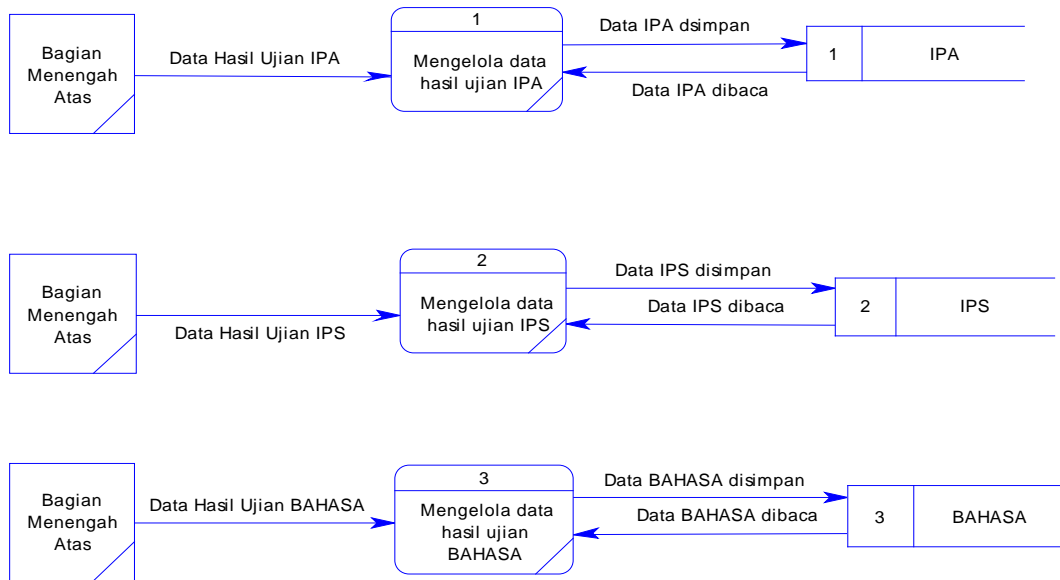 Bagian
Menengah
Atas
Data Hasil Ujian IPA
1
Mengelola data
hasil ujian IPA
Data IPA dsimpan
Data IPA dibaca
1
IPA
Bagian
Menengah
Atas
Data Hasil Ujian IPS
2
Mengelola data
hasil ujian IPS
Data IPS disimpan
Data IPS dibaca
2
IPS
Bagian
Menengah
Atas
Data Hasil Ujian BAHASA
3
Mengelola data
hasil ujian
BAHASA
Data BAHASA disimpan
Data BAHASA dibaca
3
BAHASA